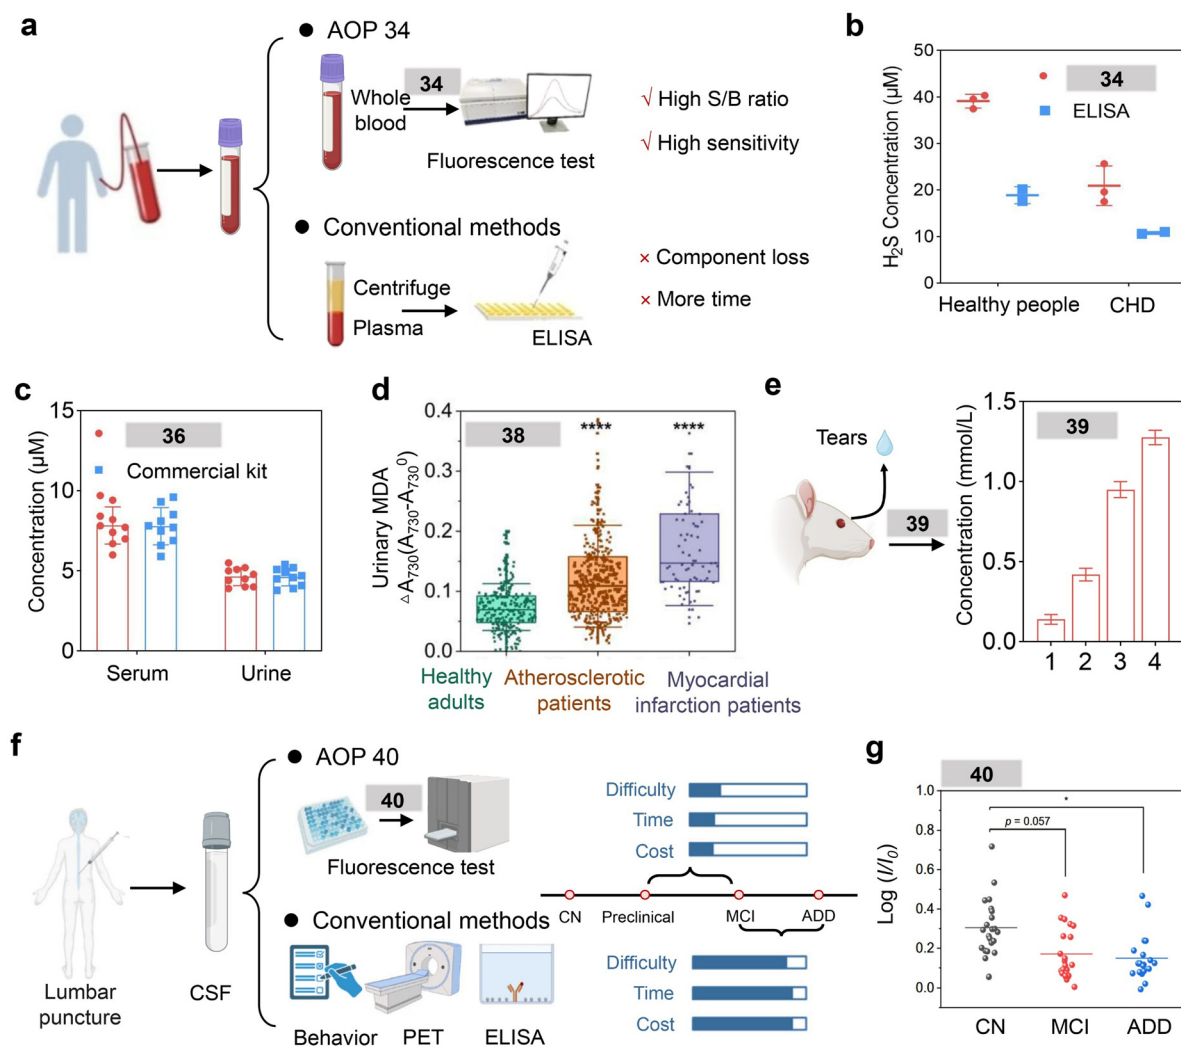 a
● AOP 34
34
Whole
blood
Fluorescence test
√ High S/B ratio
√ High sensitivity
● Conventional methods
Centrifuge
Plasma
ELISA
× Component loss
× More time
b
H₂S Concentration (μM)
50
40
30
20
10
0
34
ELISA
Healthy people
CHD
c
Concentration (μM)
15
10
5
0
36
Commercial kit
Serum
Urine
d
Urinary MDA
△ A₇₃₀(A₇₃₀-A₇₃₀⁰)
0.4
0.3
0.2
0.1
0.0
38
****
****
Healthy
adults
Atherosclerotic
patients
Myocardial
infarction patients
e
Tears
39
Concentration (mmol/L)
1.5
1.0
0.5
0.0
39
1 2 3 4
f
● AOP 40
40
Fluorescence test
Lumbar
puncture
CSF
● Conventional methods
Behavior
PET
ELISA
Difficulty
Time
Cost
CN
Preclinical
MCI
ADD
Difficulty
Time
Cost
g
40
Log (I/I₀)
1.0
0.8
0.6
0.4
0.2
0.0
p = 0.057
*
CN
MCI
ADD